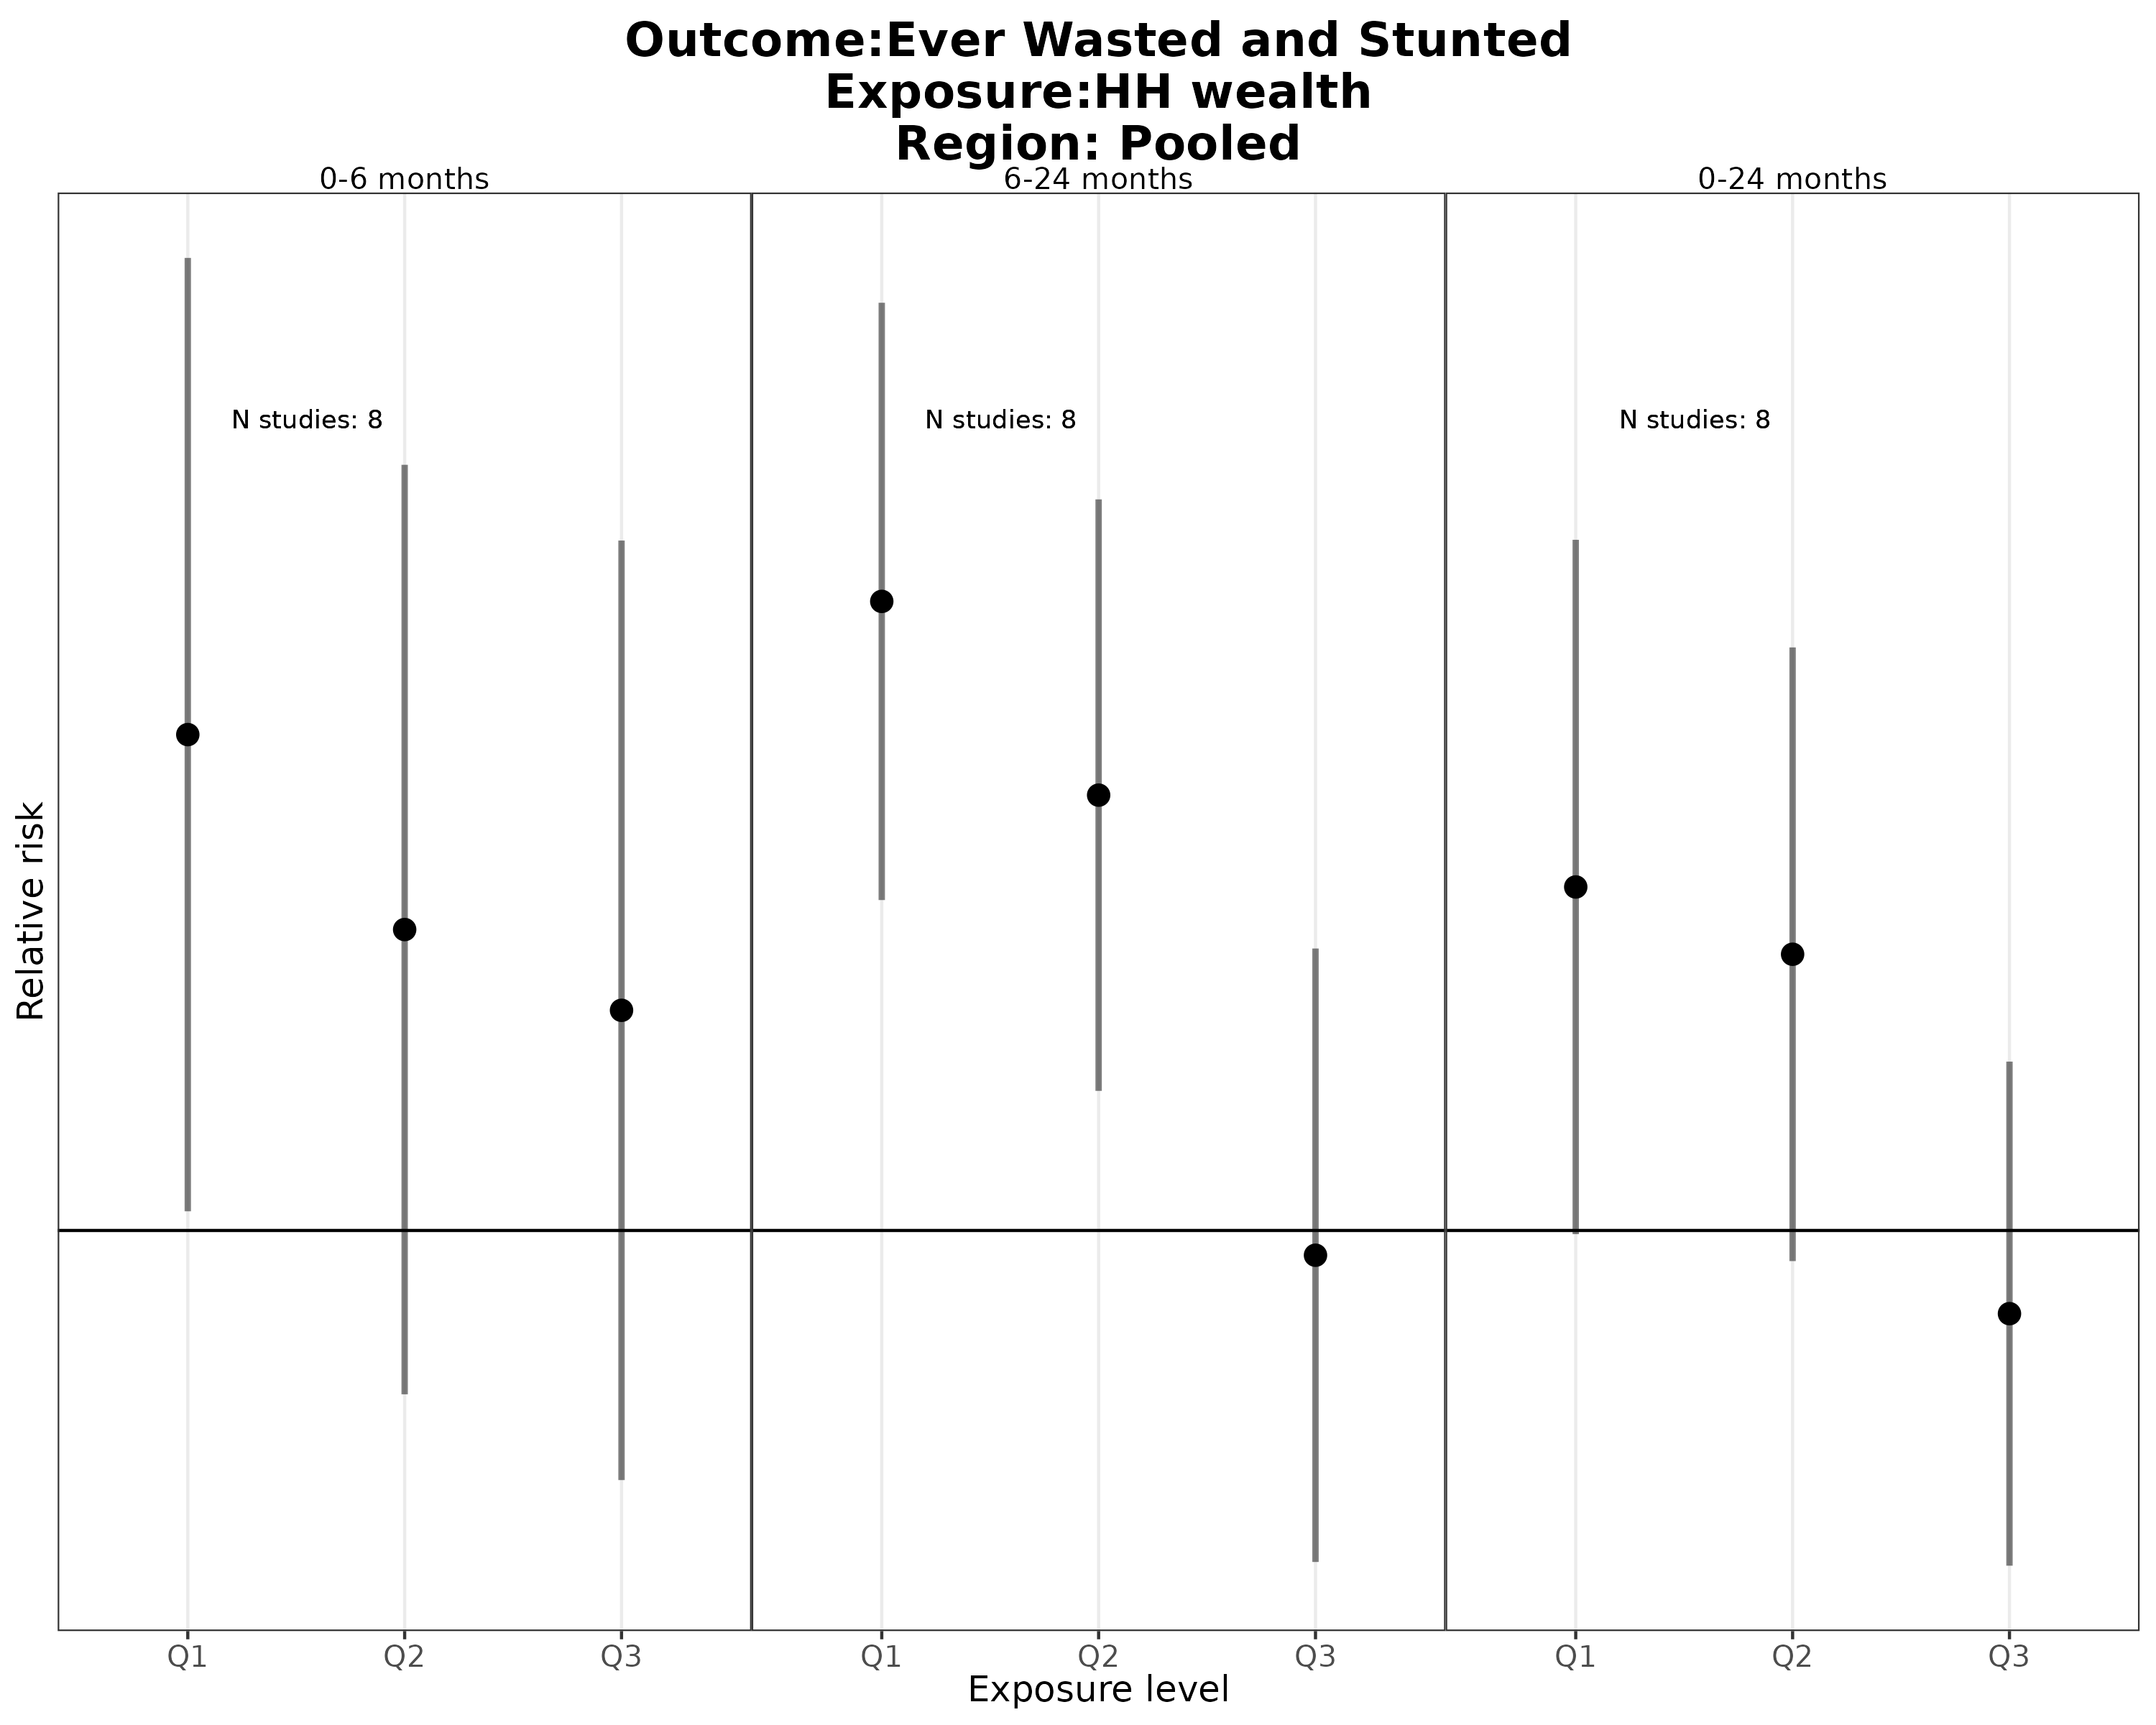 Outcome:Ever Wasted and Stunted
Exposure:HH wealth
Region: Pooled
0-6 months
6-24 months
0-24 months
N studies: 8
N studies: 8
N studies: 8
Relative risk
Q1
Q2
Q3
Q1
Q2
Q3
Q1
Q2
Q3
Exposure level